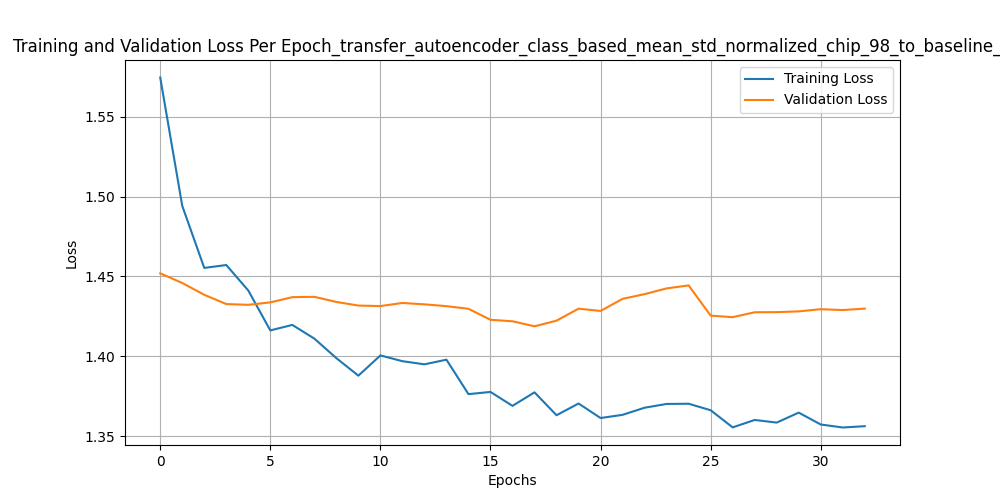 Training and Validation Loss Per Epoch_transfer_autoencoder_class_based_mean_std_normalized_chip_98_to_baseline_
Training Loss
Validation Loss
1.55
1.50
1.45
1.40
1.35
Loss
0 5 10 15 20 25 30
Epochs